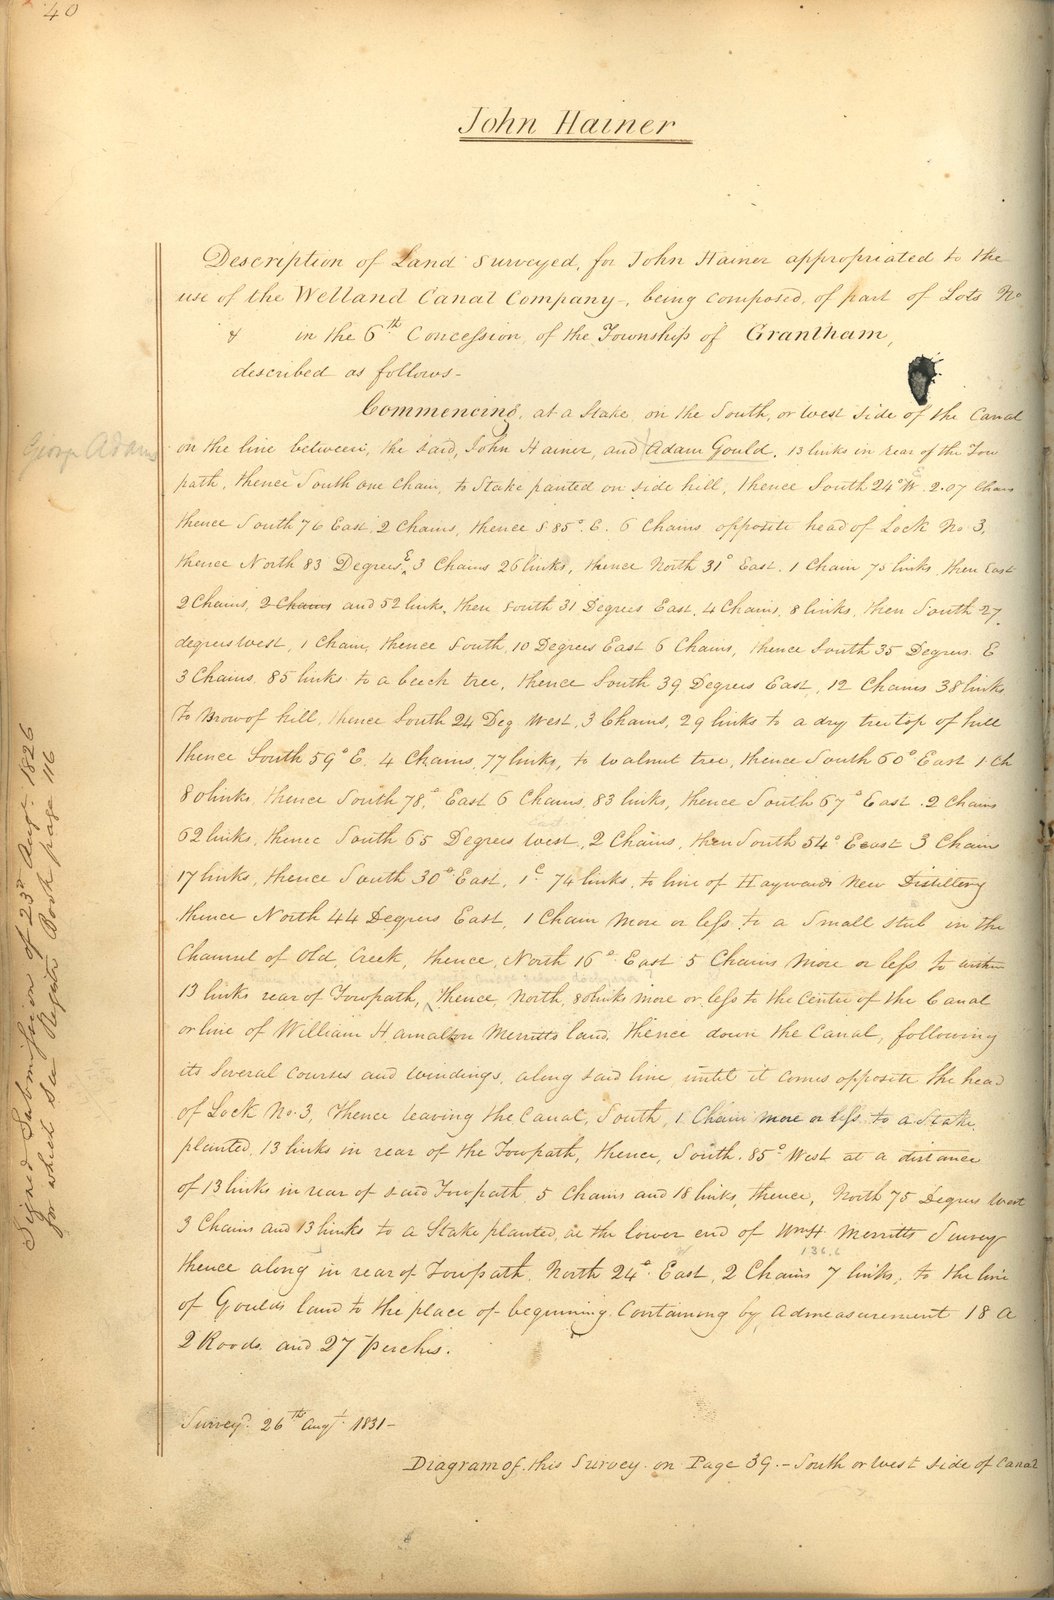 40
John Hainer
Description of Land Surveyed, for John Hainer appropriated to the
use of the Welland Canal Company-, being composed, of part of Lots No
& in the 6th Concession, of the Township of Grantham,
described as follows-
Commencing, at a Stake, on the South, or West side of the Canal
on the line between, the said, John Hainer, and Adam Gould. 13 links in rear of the Tow
George Adams
path, thence South one Chain, to Stake panted on side hill, thence South 24° W. 2.07 Chains
thence South 76 East, 2 Chains, thence S 85° E. 6 Chains opposite head of Lock No 3,
thence North 83 Degrees E 3 Chains 26 links, thence North 31° East. 1 Chain 75 links then East
2 Chains, 2 Chains and 52 links, then South 31 Degrees East, 4 Chains, 8 links, then South 27
degrees West, 1 Chain, thence South, 10 Degrees East 6 Chains, thence South 35 Degrees E
3 Chains, 85 links to a beech tree, thence South 39 Degrees East, 12 Chains 38 links
To Brow of hill, thence South 24 Deg. West, 3 Chains, 29 links to a dry tree top of hill
thence South 59° E. 4 Chains, 77 links, to walnut tree, thence South 60° East 1 Ch
80 links, thence South 78° East 6 Chains, 83 links, thence South 67° East. 2 Chains
62 links, thence South 65 Degrees West, 2 Chains, then South 54° East 3 Chains
17 links, thence South 30° East, 1 C. 74 links, to line of Haywards New Distillery
thence North 44 Degrees East, 1 Chain more or less to a Small stub in the
Channel of Old, Creek, thence, North 16° East 5 Chains more or less to within
13 links rear of Towpath, thence, North, 80 links more or less to the Centre of the Canal
or line of William Hamalton Merritts land, thence down the Canal, following
its Several courses and windings, along said line, until it comes opposite the head
of Lock No. 3, thence leaving the Canal, South, 1 Chain more or less to a Stake,
planted, 13 links in rear of the Towpath, thence, South. 85° West at a distance
of 13 links in rear of said Towpath, 5 Chains and 18 links, thence, North 75 Degrees West
3 Chains and 13 links to a Stake planted, at the lower end of Wm H. Merritts Survey
136.6
thence along in rear of Towpath, North 24° East, 2 Chains 7 links, to the line
of Goulds land to the place of beginning. Containing by Admeasurement 18 A
2 Roods and 27 perches.
Survey'd. 26th Augt. 1831-
Diagram of this Survey on Page 39.- South or West side of Canal
Signed Submission of 23rd Augt. 1826
for which See Register Book page 116